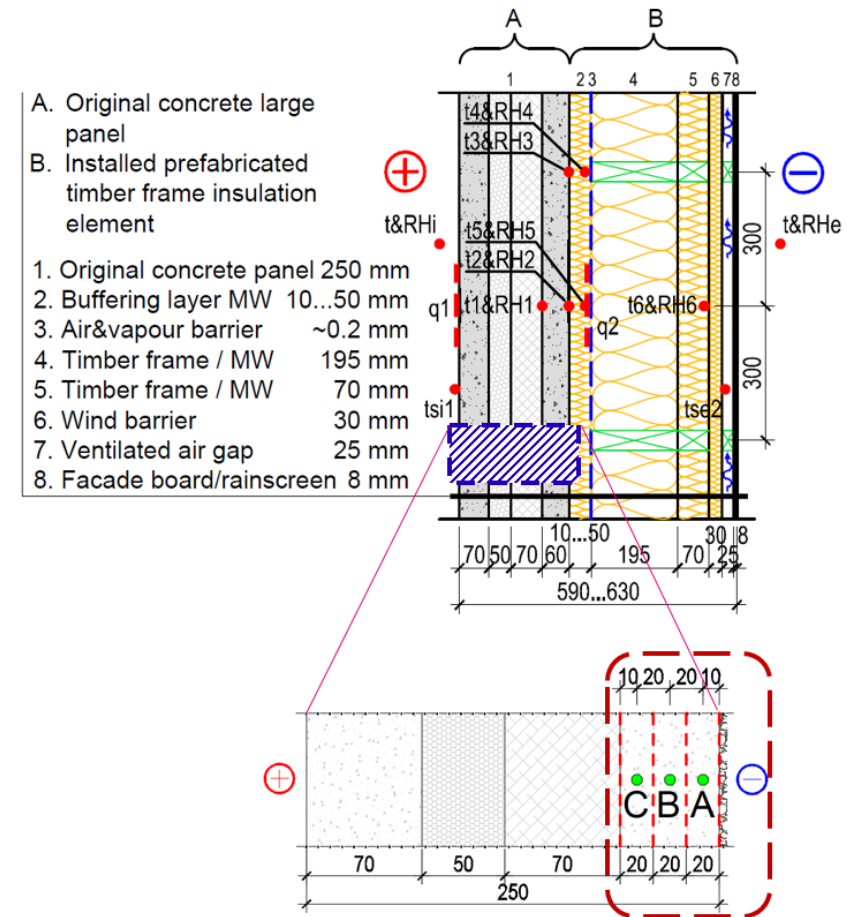 A
B
A. Original concrete large
panel
B. Installed prefabricated
timber frame insulation
element
1. Original concrete panel 250 mm
2. Buffering layer MW 10...50 mm
3. Air&vapour barrier ~0.2 mm
4. Timber frame / MW 195 mm
5. Timber frame / MW 70 mm
6. Wind barrier 30 mm
7. Ventilated air gap 25 mm
8. Facade board/rainscreen 8 mm
1 2 3 4 5 6 7 8
t4&RH4
t3&RH3
t&RHi
t&RHe
t5&RH5
t2&RH2
q1
t1&RH1
q2
t6&RH6
300
300
tsi1
tse2
10...50
30 8
70 50 70 60 195 70 25
590...630
10 20 20 10
C B A
70 50 70 20 20 20
250